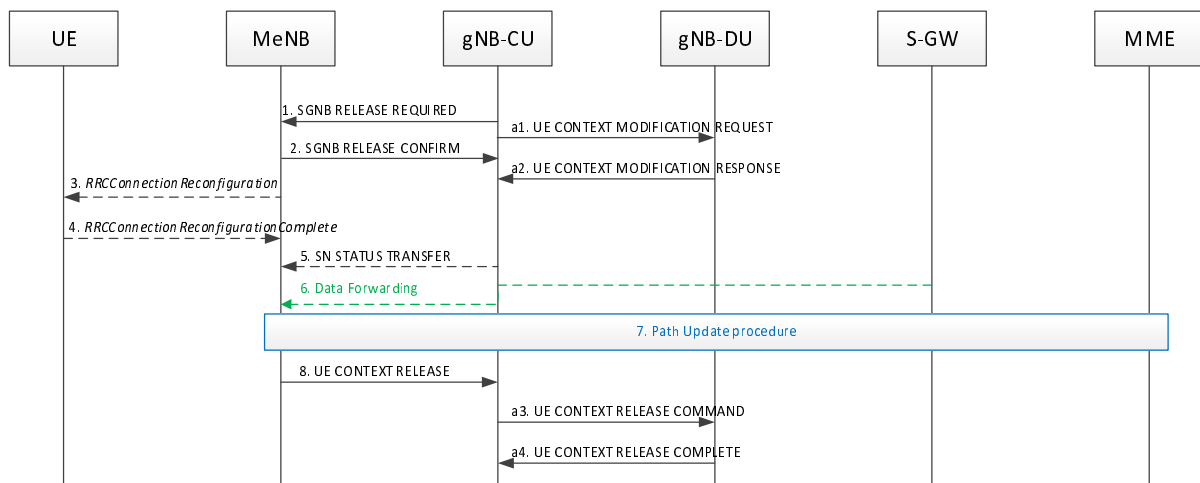 UE
MeNB
gNB-CU
gNB-DU
S-GW
MME
1. SGNB RELEASE REQUIRED
a1. UE CONTEXT MODIFICATION REQUEST
2. SGNB RELEASE CONFIRM
a2. UE CONTEXT MODIFICATION RESPONSE
3. RRCConnectionReconfiguration
4. RRCConnectionReconfigurationComplete
5. SN STATUS TRANSFER
6. Data Forwarding
7. Path Update procedure
8. UE CONTEXT RELEASE
a3. UE CONTEXT RELEASE COMMAND
a4. UE CONTEXT RELEASE COMPLETE